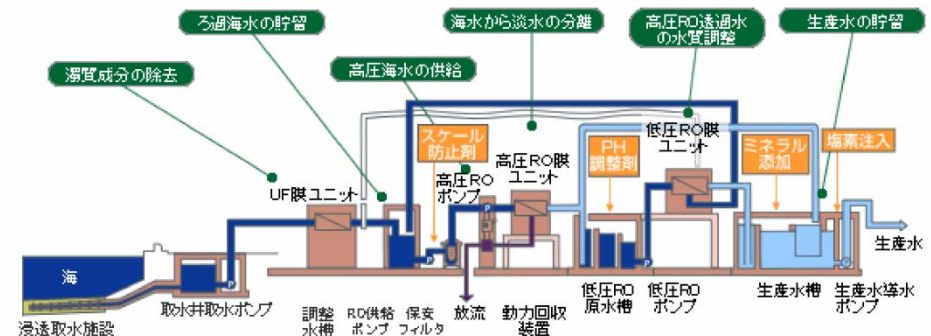 ろ過海水の貯留
海水から淡水の分離
高圧RO透過水
の水質調整
生産水の貯留
濁質成分の除去
高圧海水の供給
スケール
防止剤
高圧RO膜
ユニット
PH
調整剤
低圧RO膜
ユニット
ミネラル
添加
塩素注入
UF膜ユニット
高圧RO
ポンプ
P
P
P
P
P
生産水
海
取水井
取水ポンプ
浸透取水施設
調整
水槽
RO供給
ポンプ
保安
フィルタ
放流
動力回収
装置
低圧RO
原水槽
低圧RO
ポンプ
生産水槽
生産水導水
ポンプ